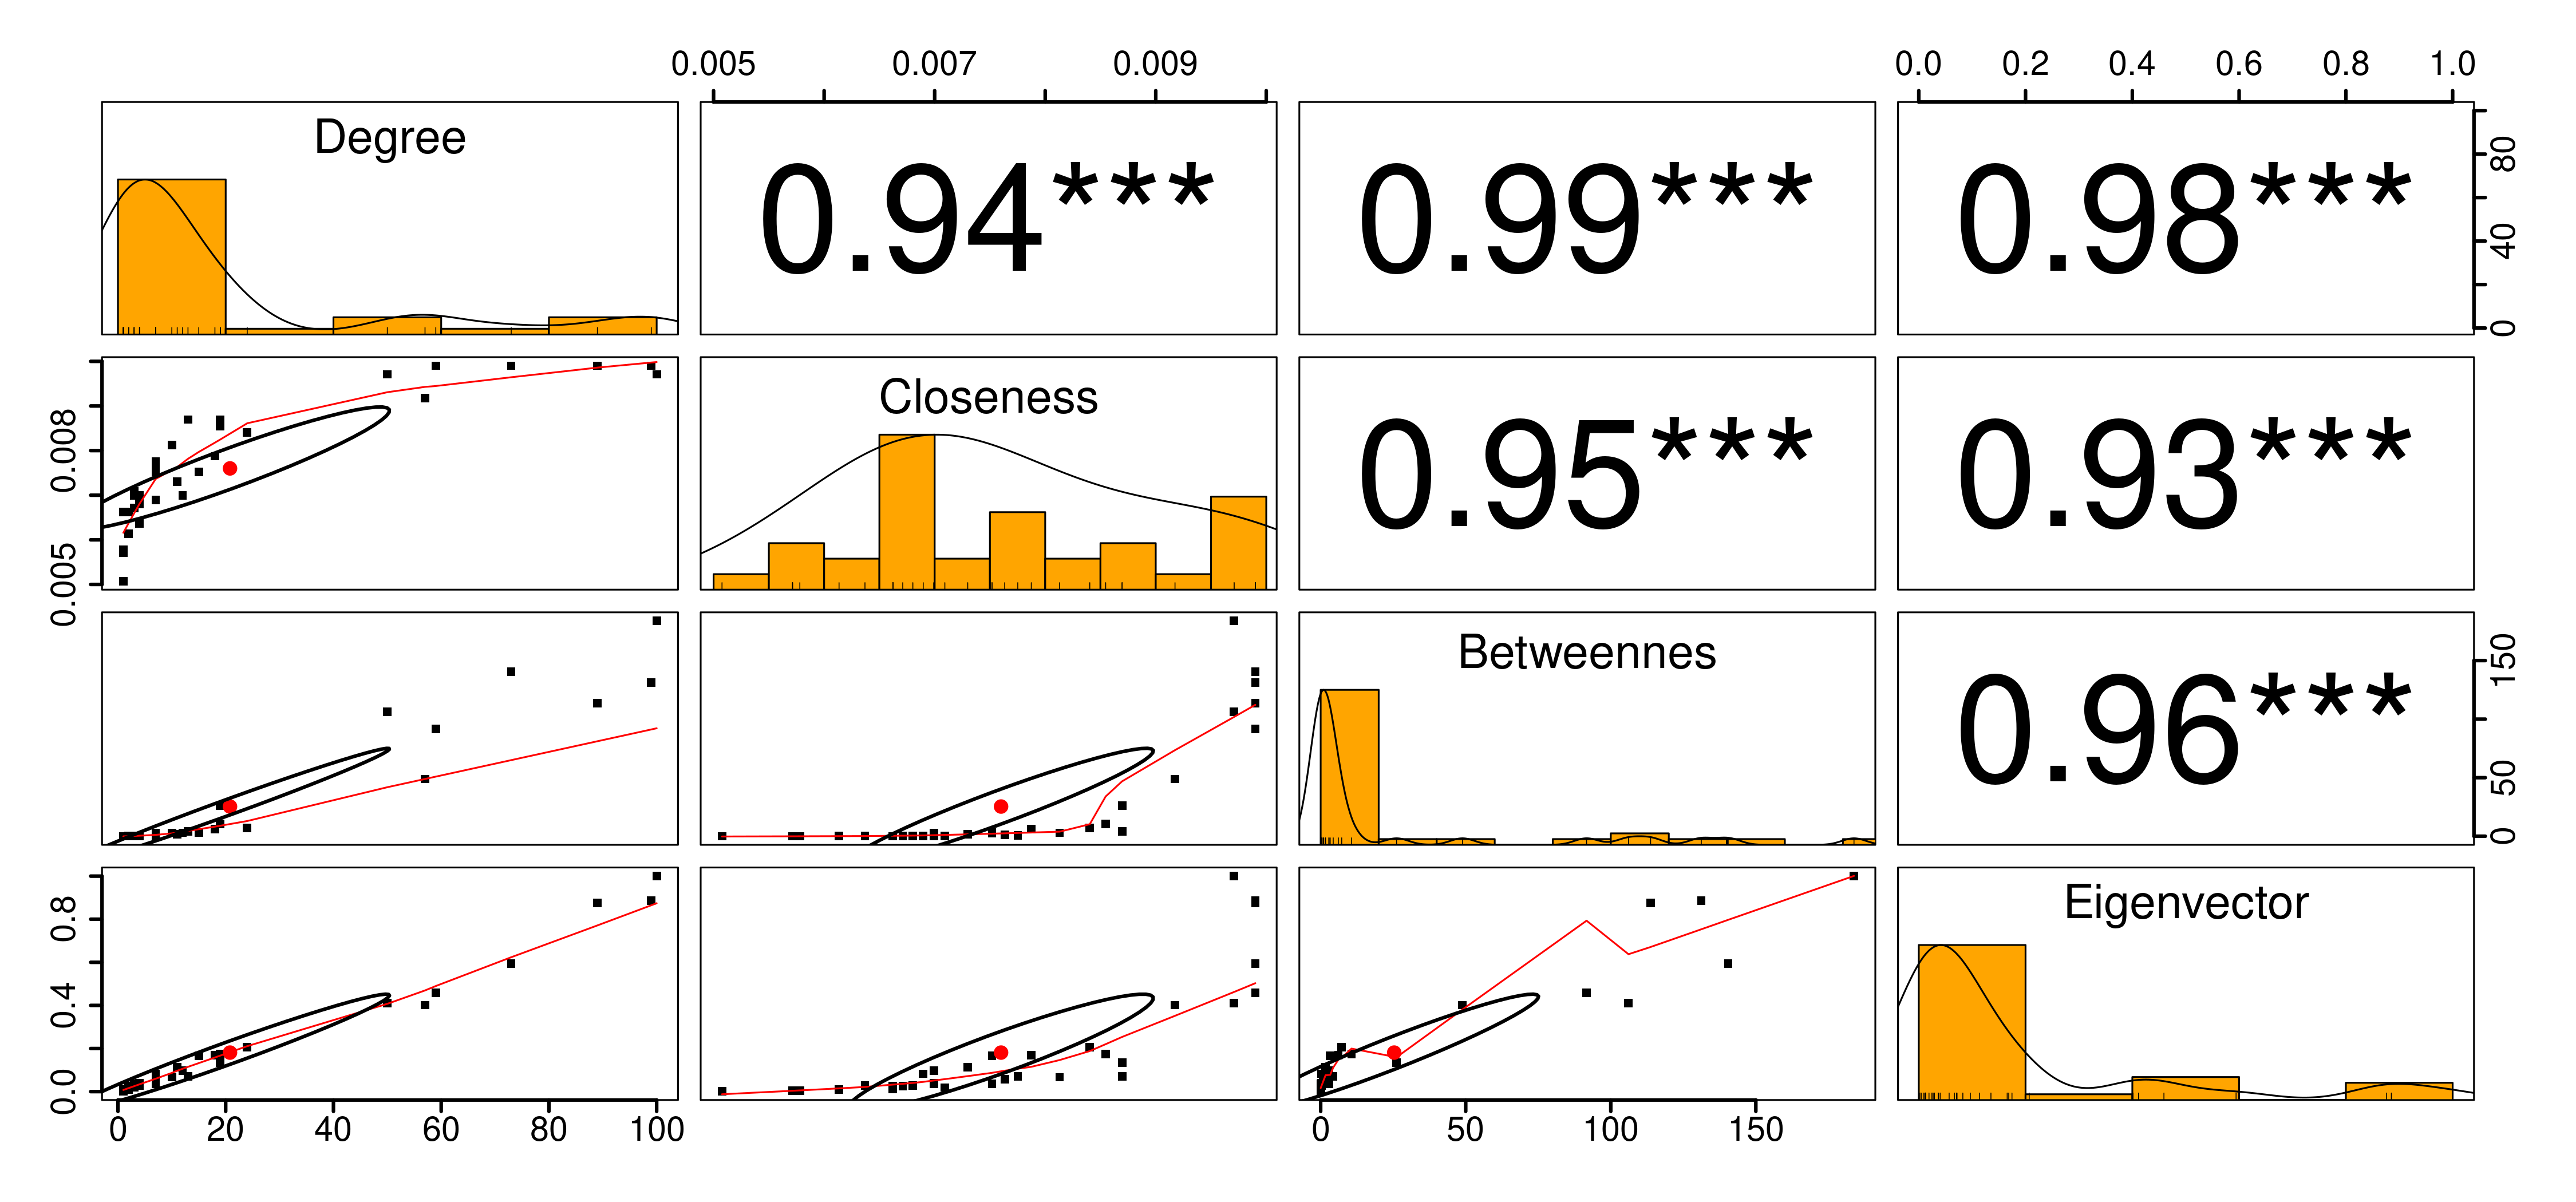 0.005 0.007 0.009 0.0 0.2 0.4 0.6 0.8 1.0
Degree 0.94*** 0.99*** 0.98*** 0 40 80
0.005 0.008 Closeness 0.95*** 0.93***
Betweennes 0.96*** 0 50 150
0.0 0.4 0.8 Eigenvector
0 20 40 60 80 100 0 50 100 150